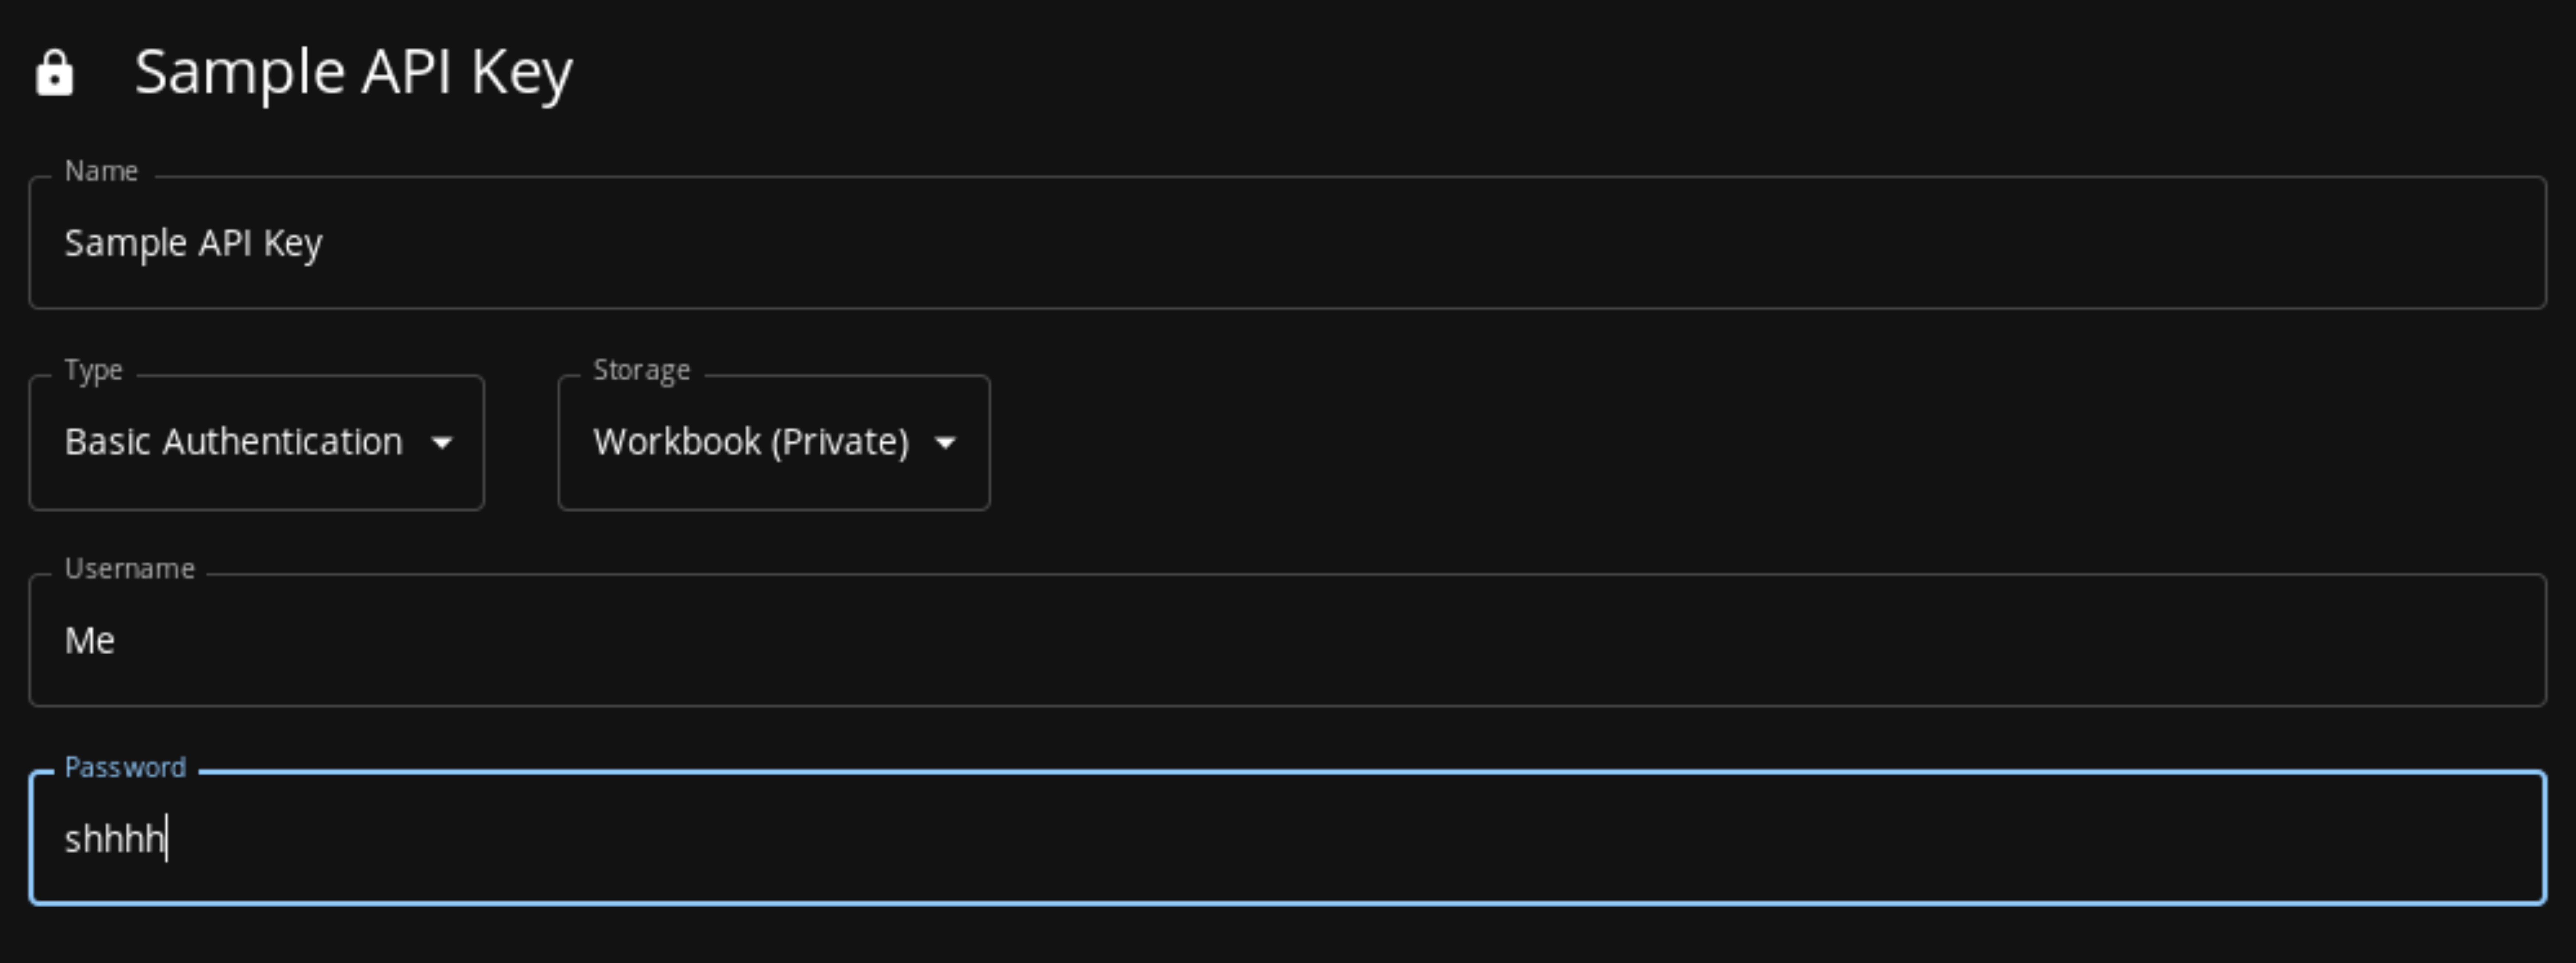 Sample API Key
Name
Sample API Key
Type
Storage
Basic Authentication
Workbook (Private)
Username
Me
Password
shhhh